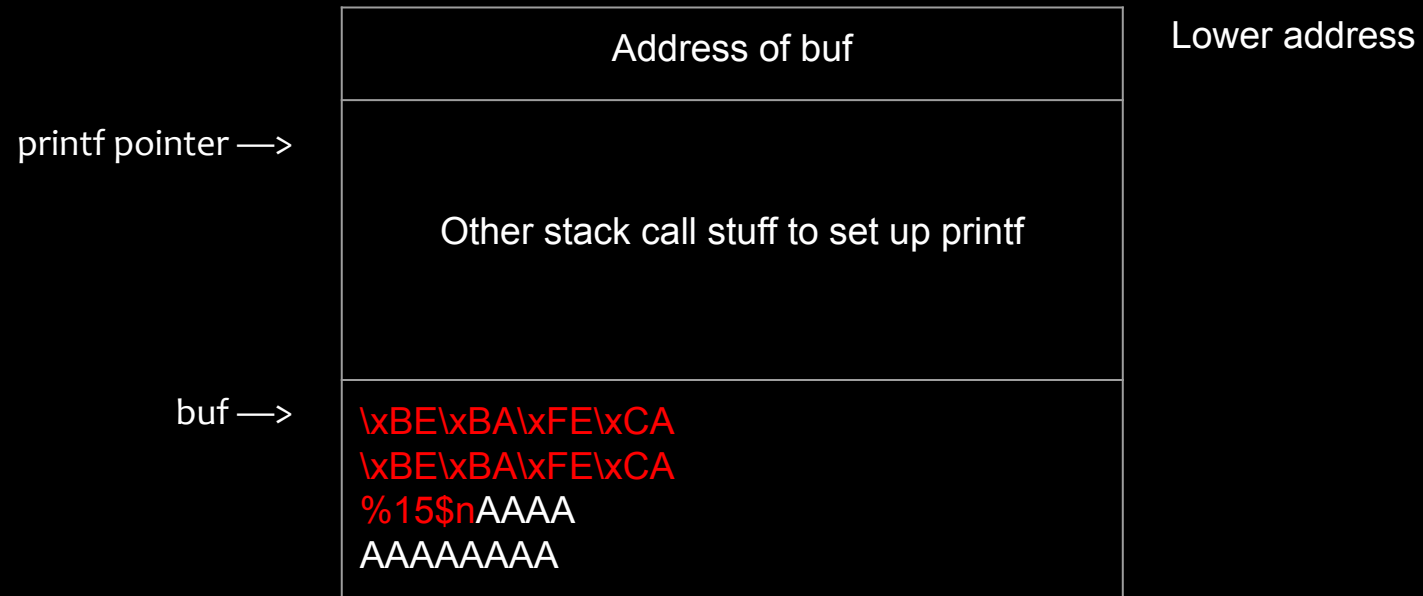 Address of buf
Lower address
printf pointer —>
Other stack call stuff to set up printf
buf —>
\xBE\xBA\xFE\xCA
\xBE\xBA\xFE\xCA
%15$nAAAA
AAAAAAAA